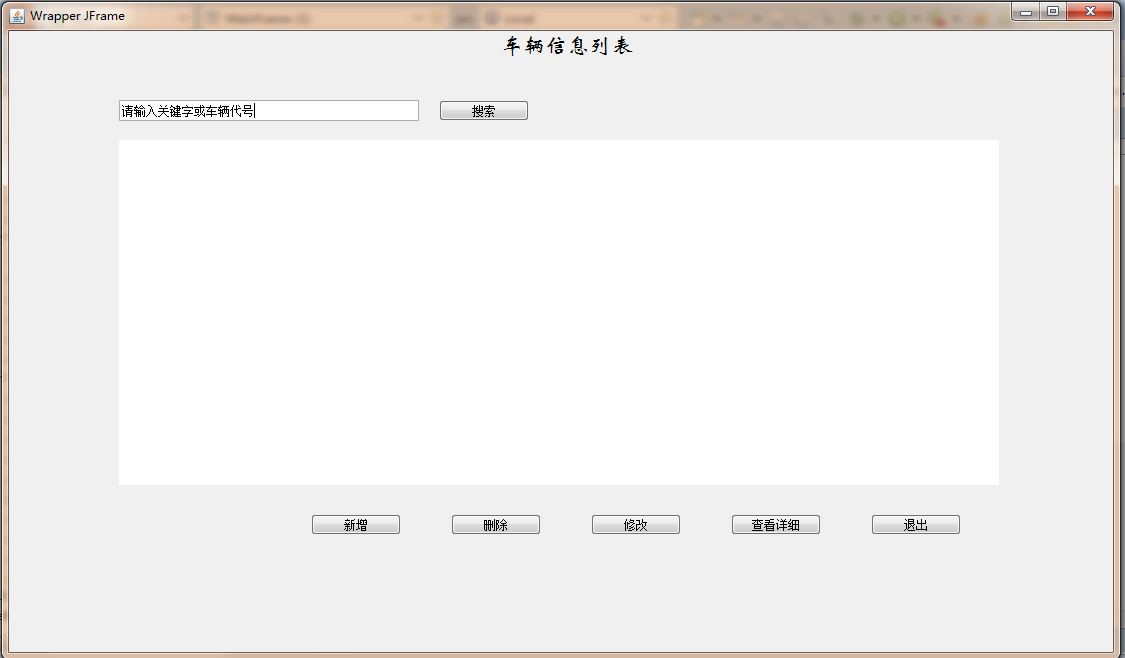 Wrapper JFrame
车辆信息列表
请输入关键字或车辆代号
搜索
新增
删除
修改
查看详细
退出